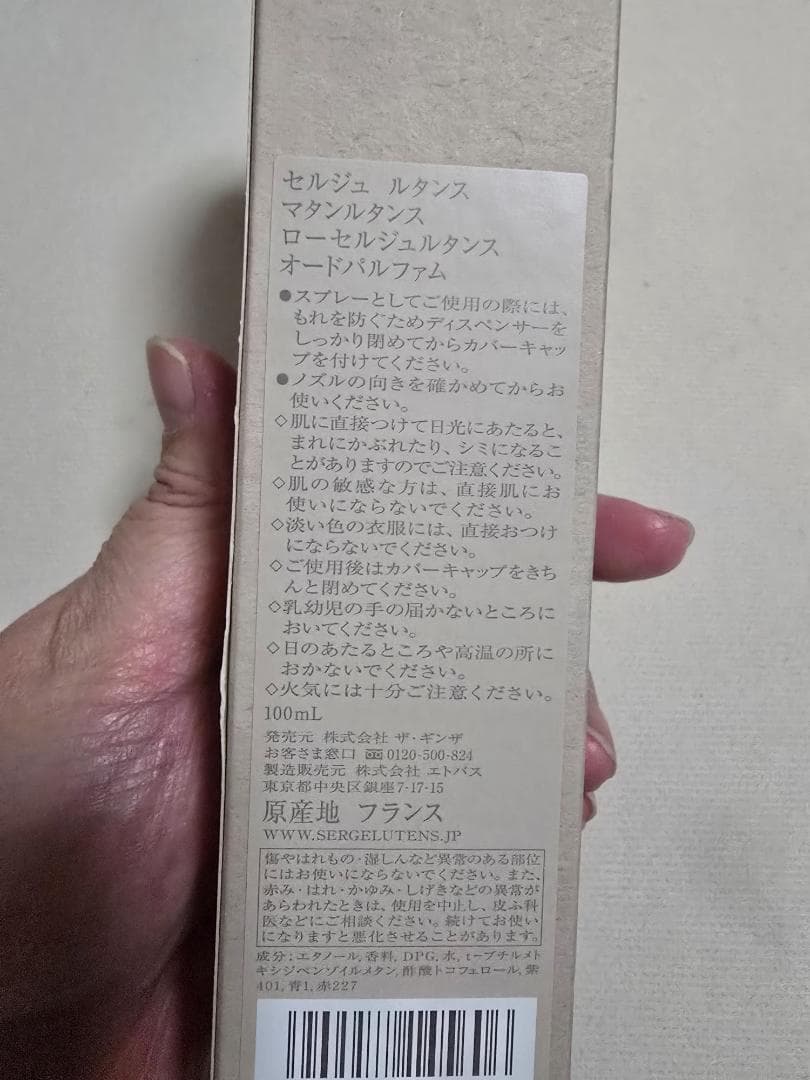 セルジュ ルタンス
マタンルタンス
ローセルジュルタンス
オードパルファム
●スプレーとしてご使用の際には、
もれを防ぐためディスペンサーを
しっかり閉めてからカバーキャッ
プを付けてください。
●ノズルの向きを確かめてからお
使いください。
◇肌に直接つけて日光にあたると、
まれにかぶれたり、シミになるこ
とがありますのでご注意ください。
◇肌の敏感な方は、直接肌にお
使いにならないでください。
◇淡い色の衣服には、直接おつけ
にならないでください。
◇ご使用後はカバーキャップをきち
んと閉めてください。
◇乳幼児の手の届かないところに
おいてください。
◇日のあたるところや高温の所に
おかないでください。
◇火気には十分ご注意ください。
100mL
発売元 株式会社 ザ・ギンザ
お客さま窓口 0120-500-824
製造販売元 株式会社 エトバス
東京都中央区銀座7-17-15
原産地 フランス
WWW.SERGELUTENS.JP
傷やはれもの・湿しんなど異常のある部位
にはお使いにならないでください。また、
赤み・はれ・かゆみ・しげきなどの異常が
あらわれたときは、使用を中止し、皮ふ科
医などにご相談ください。続けてお使い
になりますと悪化させることがあります。
成分:エタノール,香料,DPG,水,t-ブチルメト
キシジベンゾイルメタン,酢酸トコフェロール,紫
401,青1,赤227